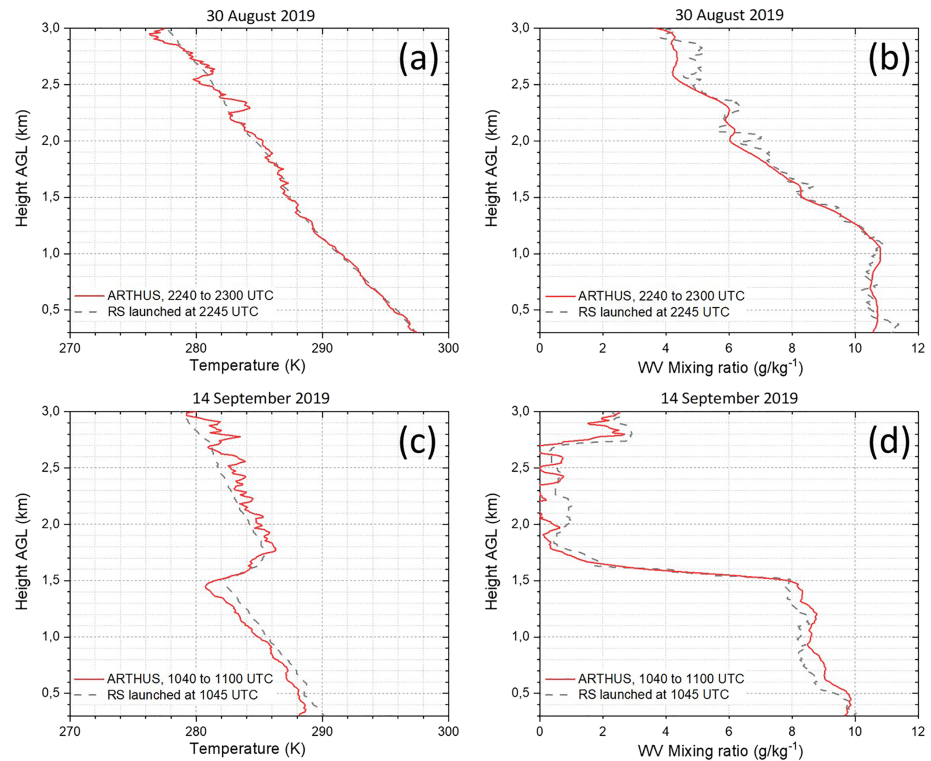 30 August 2019
(a)
Height AGL (km)
3,0
2,5
2,0
1,5
1,0
0,5
ARTHUS, 2240 to 2300 UTC
RS launched at 2245 UTC
270 280 290 300
Temperature (K)
30 August 2019
(b)
Height AGL (km)
3,0
2,5
2,0
1,5
1,0
0,5
ARTHUS, 2240 to 2300 UTC
RS launched at 2245 UTC
0 2 4 6 8 10 12
WV Mixing ratio (g/kg⁻¹)
14 September 2019
(c)
Height AGL (km)
3,0
2,5
2,0
1,5
1,0
0,5
ARTHUS, 1040 to 1100 UTC
RS launched at 1045 UTC
270 280 290 300
Temperature (K)
14 September 2019
(d)
Height AGL (km)
3,0
2,5
2,0
1,5
1,0
0,5
ARTHUS, 1040 to 1100 UTC
RS launched at 1045 UTC
0 2 4 6 8 10 12
WV Mixing ratio (g/kg⁻¹)